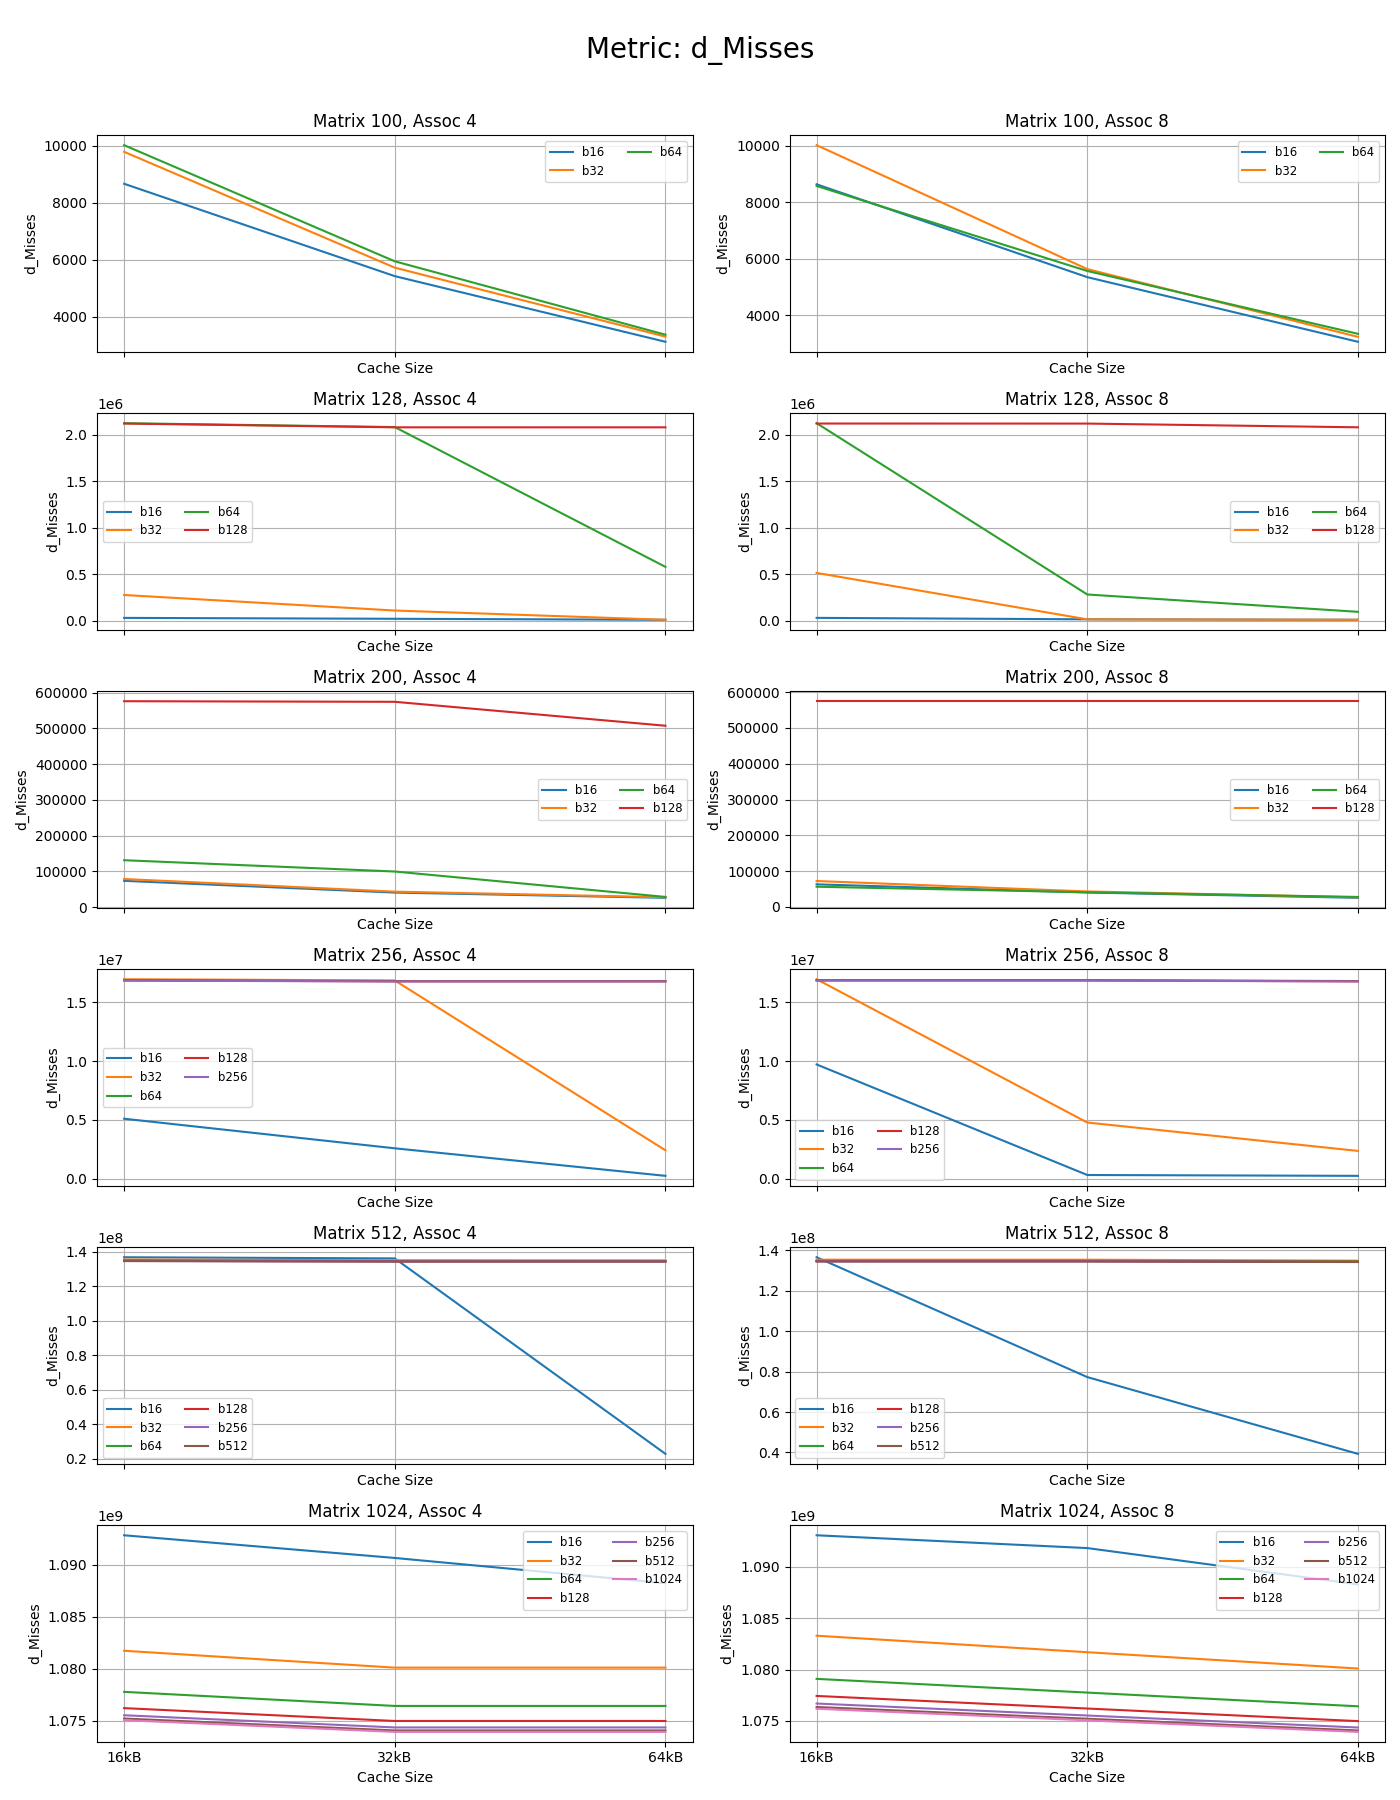 Metric: d_Misses
Matrix 100, Assoc 4
10000
8000
6000
4000
d_Misses
b16 b64
b32
Cache Size
Matrix 100, Assoc 8
10000
8000
6000
4000
d_Misses
b16 b64
b32
Cache Size
Matrix 128, Assoc 4
1e6
2.0
1.5
1.0
0.5
0.0
d_Misses
b16 b64
b32 b128
Cache Size
Matrix 128, Assoc 8
1e6
2.0
1.5
1.0
0.5
0.0
d_Misses
b16 b64
b32 b128
Cache Size
Matrix 200, Assoc 4
600000
500000
400000
300000
200000
100000
0
d_Misses
b16 b64
b32 b128
Cache Size
Matrix 200, Assoc 8
600000
500000
400000
300000
200000
100000
0
d_Misses
b16 b64
b32 b128
Cache Size
Matrix 256, Assoc 4
1e7
1.5
1.0
0.5
0.0
d_Misses
b16 b128
b32 b256
b64
Cache Size
Matrix 256, Assoc 8
1e7
1.5
1.0
0.5
0.0
d_Misses
b16 b128
b32 b256
b64
Cache Size
Matrix 512, Assoc 4
1e8
1.4
1.2
1.0
0.8
0.6
0.4
0.2
d_Misses
b16 b128
b32 b256
b64 b512
Cache Size
Matrix 512, Assoc 8
1e8
1.4
1.2
1.0
0.8
0.6
0.4
d_Misses
b16 b128
b32 b256
b64 b512
Cache Size
Matrix 1024, Assoc 4
1e9
1.090
1.085
1.080
1.075
d_Misses
b16 b256
b32 b512
b64 b1024
b128
16kB 32kB 64kB
Cache Size
Matrix 1024, Assoc 8
1e9
1.090
1.085
1.080
1.075
d_Misses
b16 b256
b32 b512
b64 b1024
b128
16kB 32kB 64kB
Cache Size